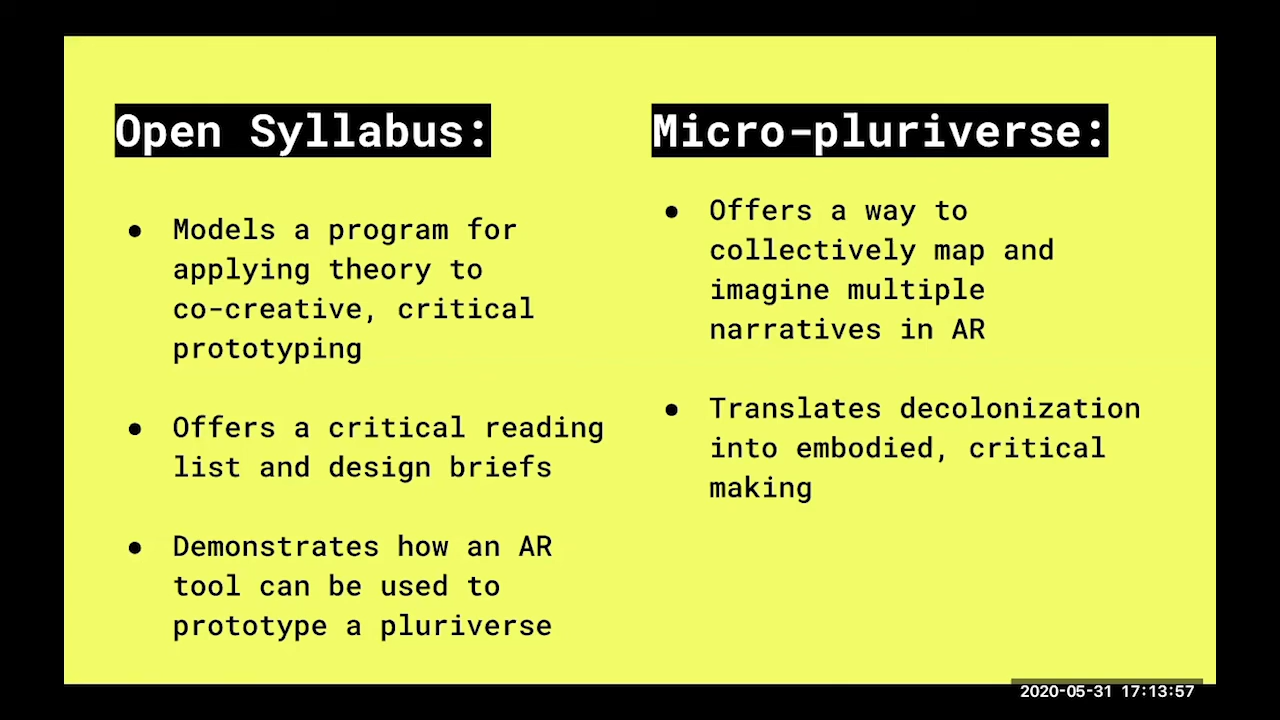 Open Syllabus:
● Models a program for
applying theory to
co-creative, critical
prototyping
● Offers a critical reading
list and design briefs
● Demonstrates how an AR
tool can be used to
prototype a pluriverse
Micro-pluriverse:
● Offers a way to
collectively map and
imagine multiple
narratives in AR
● Translates decolonization
into embodied, critical
making
2020-05-31 17:13:57